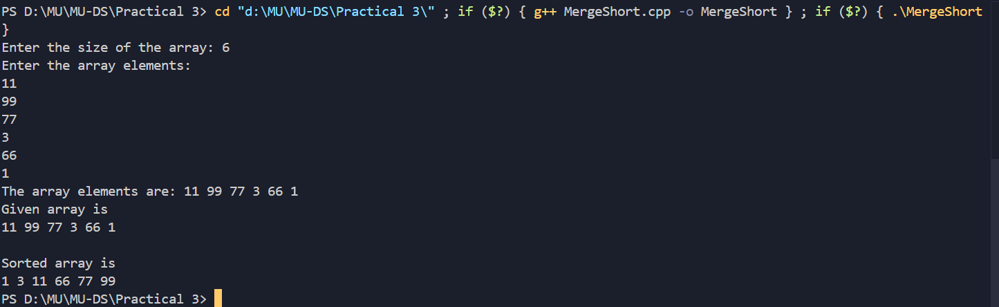 PS D:\MU\MU-DS\Practical 3> cd "d:\MU\MU-DS\Practical 3\" ; if ($?) { g++ MergeShort.cpp -o MergeShort } ; if ($?) { .\MergeShort
}
Enter the size of the array: 6
Enter the array elements:
11
99
77
3
66
1
The array elements are: 11 99 77 3 66 1
Given array is
11 99 77 3 66 1
Sorted array is
1 3 11 66 77 99
PS D:\MU\MU-DS\Practical 3>